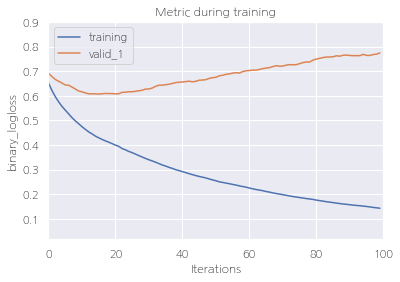 Metric during training
0.9
0.8
0.7
0.6
0.5
0.4
0.3
0.2
0.1
binary_logloss
training
valid_1
0 20 40 60 80 100
Iterations